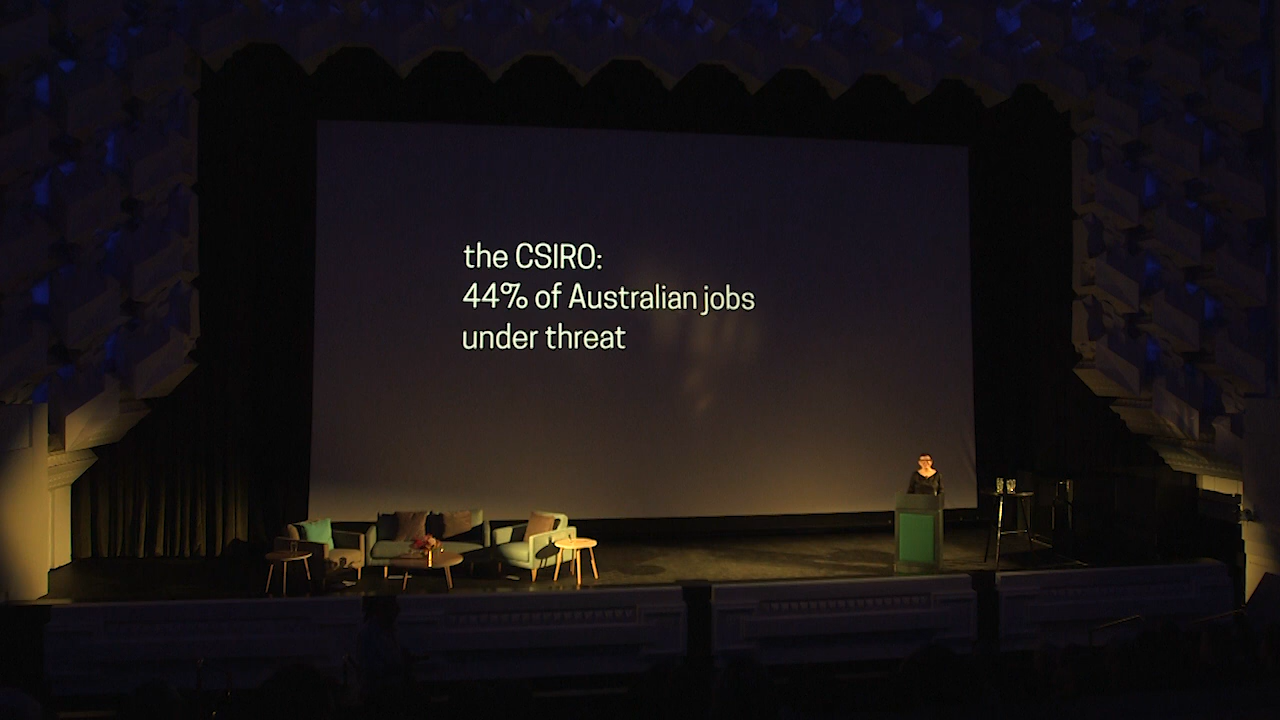 the CSIRO:
44% of Australian jobs
under threat